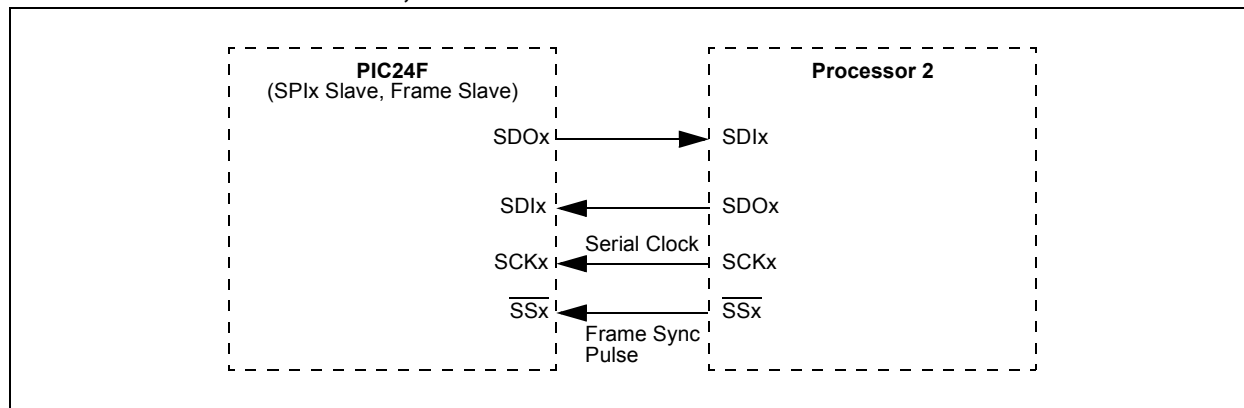 PIC24F
(SPIx Slave, Frame Slave)
Processor 2
SDOx
SDIx
SDIx
SDOx
Serial Clock
SCKx
SCKx
SSx
SSx
Frame Sync
Pulse